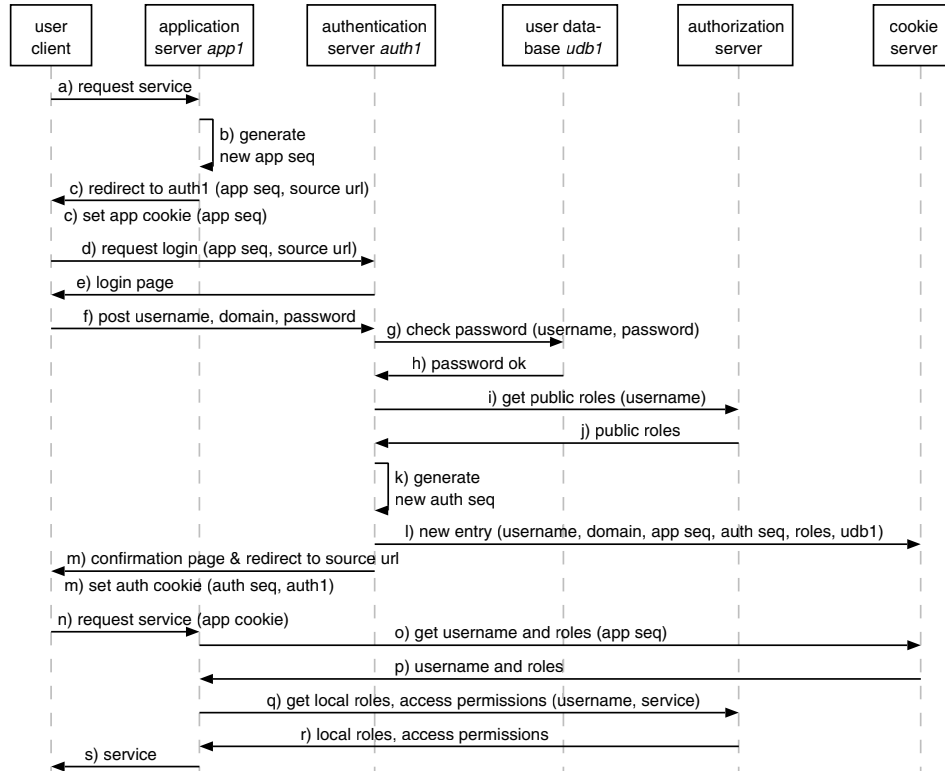 user
client
application
server app1
authentication
server auth1
user data-
base udb1
authorization
server
cookie
server
a) request service
b) generate
new app seq
c) redirect to auth1 (app seq, source url)
c) set app cookie (app seq)
d) request login (app seq, source url)
e) login page
f) post username, domain, password
g) check password (username, password)
h) password ok
i) get public roles (username)
j) public roles
k) generate
new auth seq
l) new entry (username, domain, app seq, auth seq, roles, udb1)
m) confirmation page & redirect to source url
m) set auth cookie (auth seq, auth1)
n) request service (app cookie)
o) get username and roles (app seq)
p) username and roles
q) get local roles, access permissions (username, service)
r) local roles, access permissions
s) service